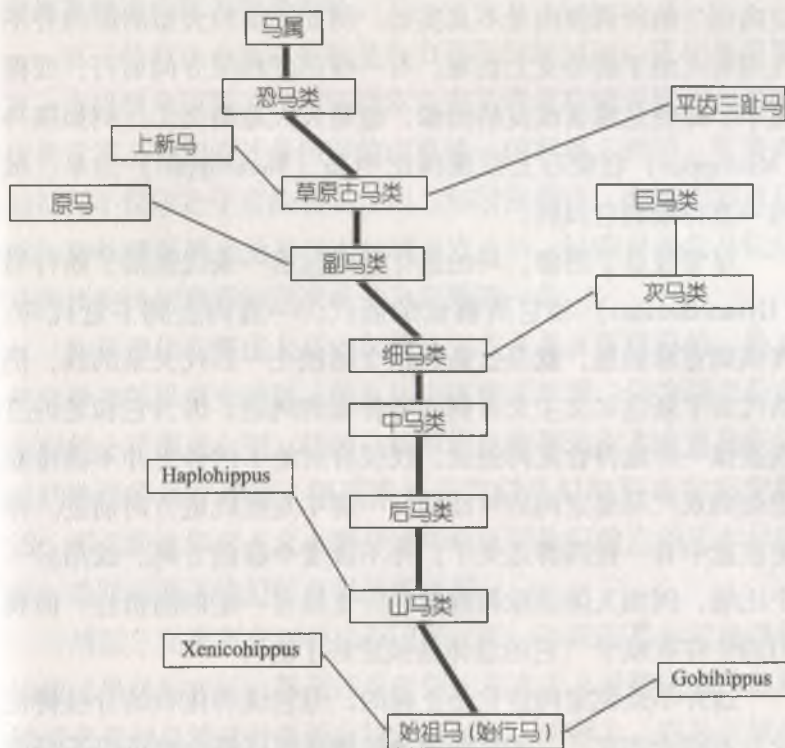 马属
恐马类
平齿三趾马
上新马
草原古马类
原马
巨马类
副马类
次马类
细马类
中马类
Haplohippus
后马类
山马类
Xenicohippus
Gobihippus
始祖马(始行马)